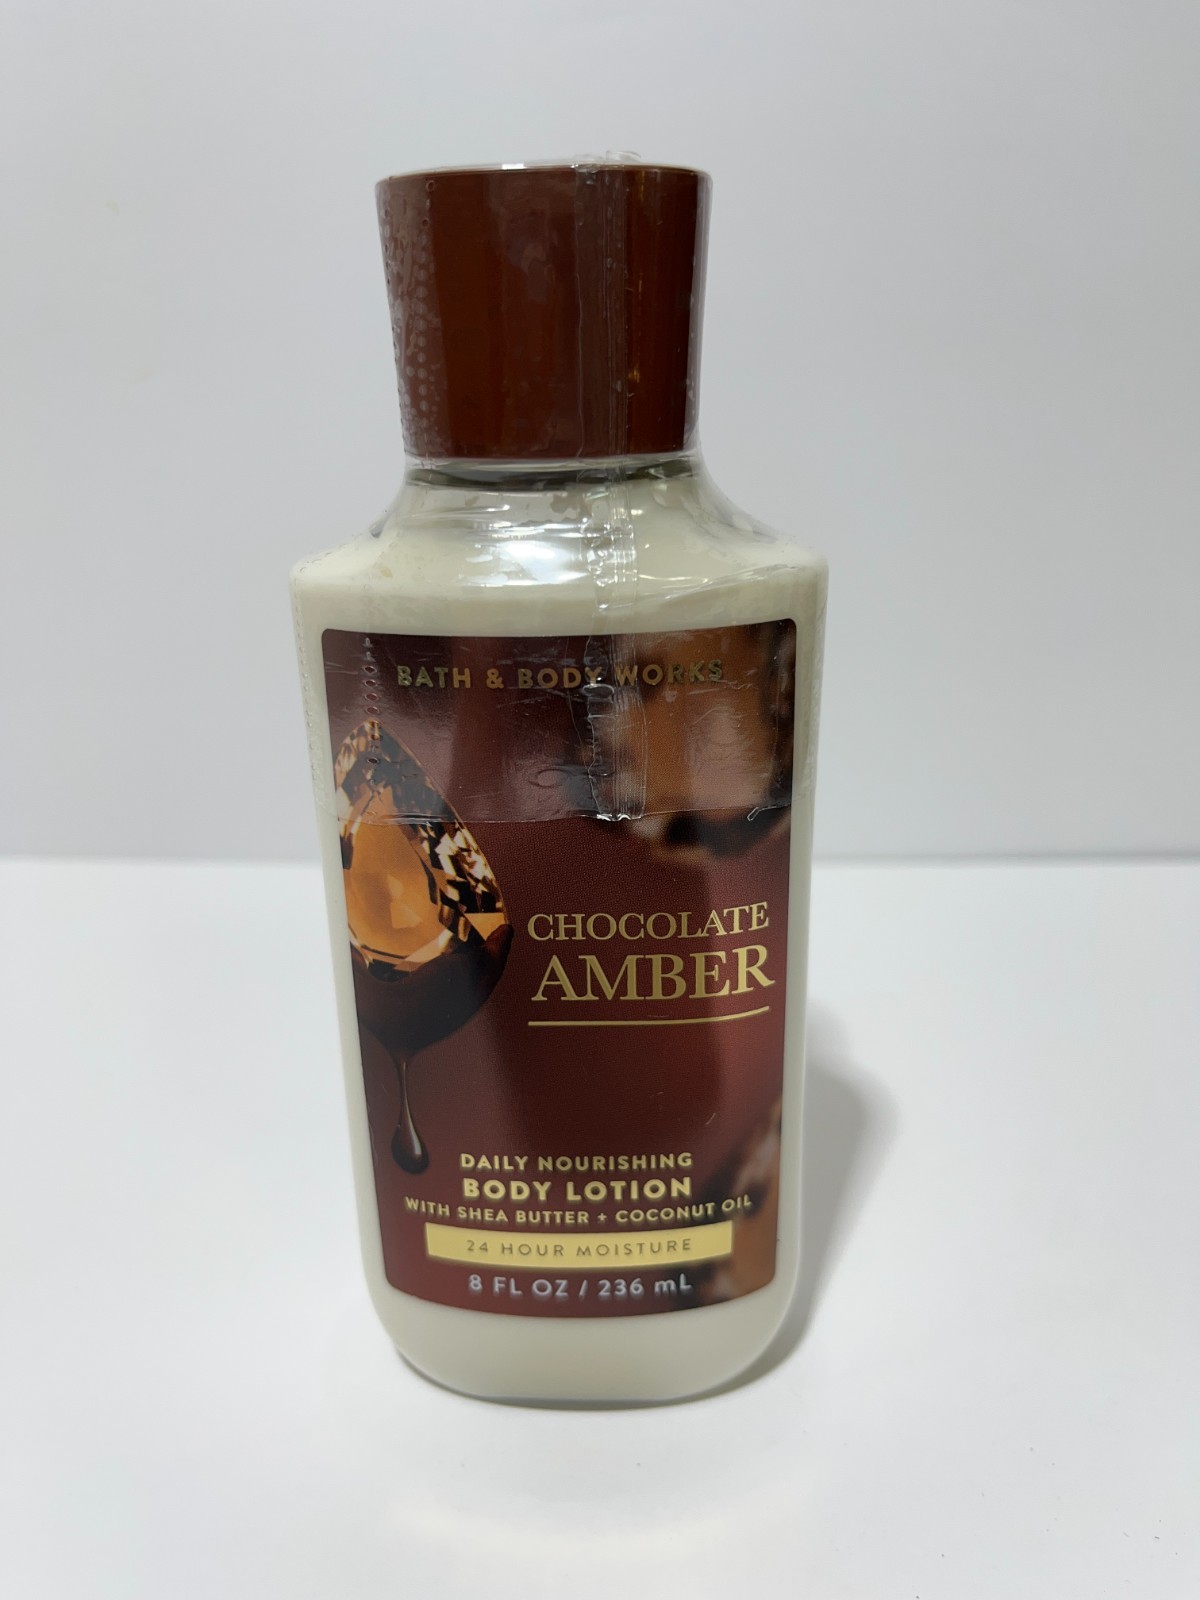 BATH & BODY WORKS
CHOCOLATE
AMBER
DAILY NOURISHING
BODY LOTION
WITH SHEA BUTTER + COCONUT OIL
24 HOUR MOISTURE
8 FL OZ / 236 mL